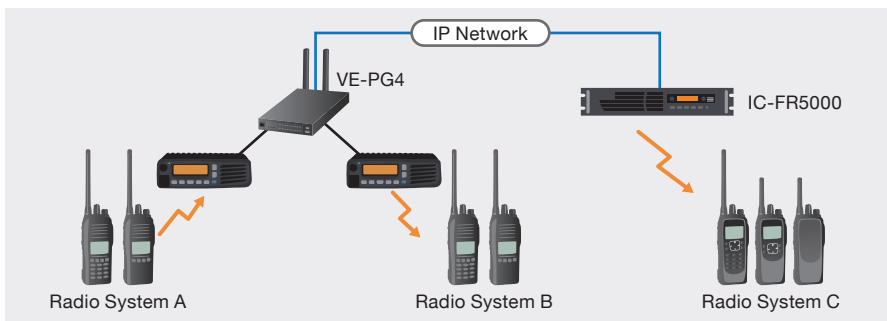 IP Network
VE-PG4
IC-FR5000
Radio System A
Radio System B
Radio System C